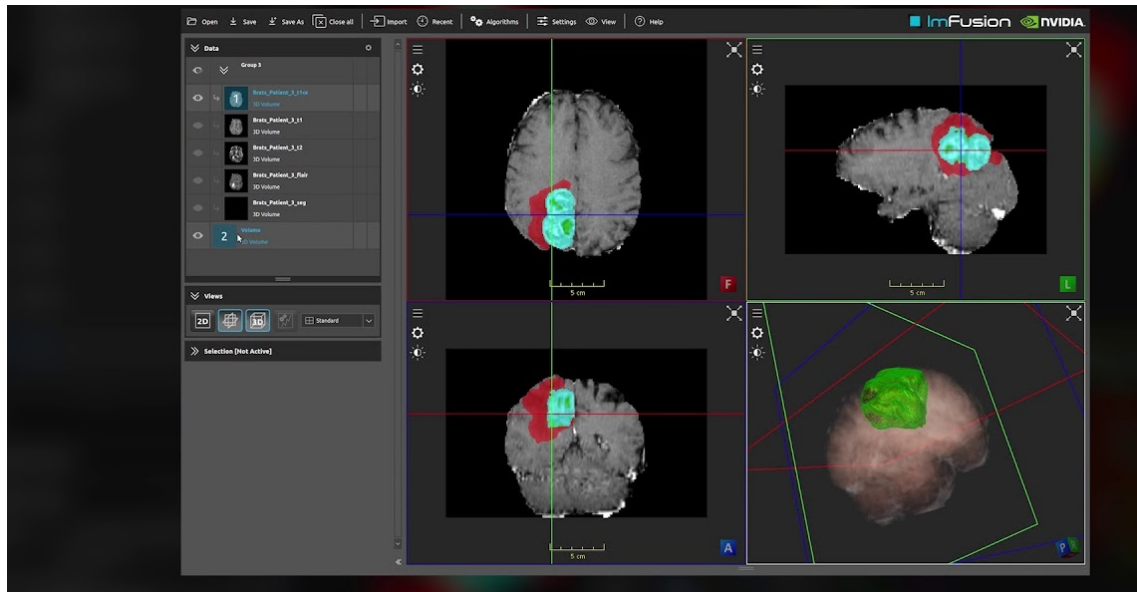 Open Save Save As Close all Import Recent Algorithms Settings View Help
ImFusion NVIDIA
Data
Group 3
1
Brats_Patient_3_t1ce
3D Volume
Brats_Patient_3_t1
3D Volume
Brats_Patient_3_t2
3D Volume
Brats_Patient_3_flair
3D Volume
Brats_Patient_3_seg
3D Volume
2
Volume
3D Volume
Views
2D 3D Standard
Selection [Not Active]
5 cm
F
5 cm
L
5 cm
A
P